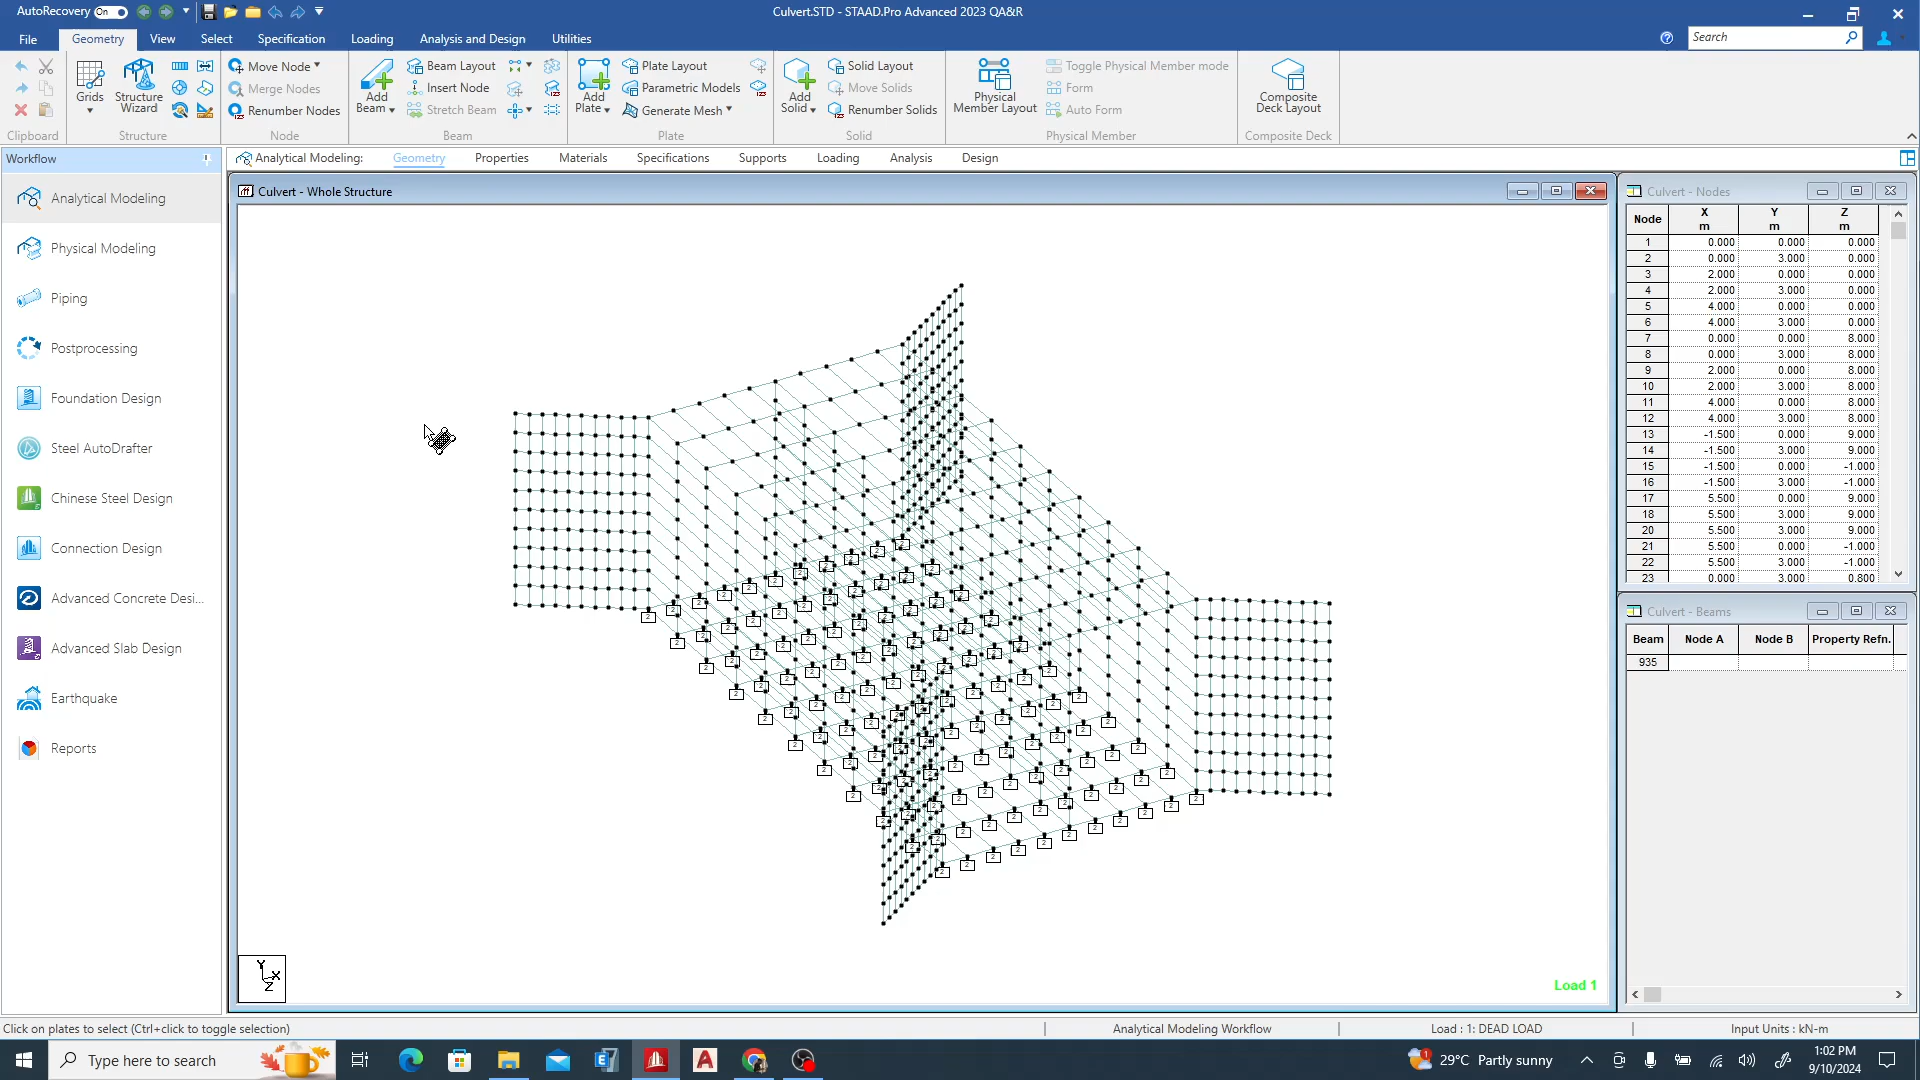 AutoRecovery On
Culvert.STD - STAAD.Pro Advanced 2023 QA&R
File Geometry View Select Specification Loading Analysis and Design Utilities
Search
Move Node
Merge Nodes
Renumber Nodes
Grids
Structure Wizard
Add Beam
Beam Layout
Insert Node
Stretch Beam
Add Plate
Plate Layout
Parametric Models
Generate Mesh
Add Solid
Solid Layout
Move Solids
Renumber Solids
Physical Member Layout
Toggle Physical Member mode
Form
Auto Form
Composite Deck Layout
Clipboard Structure Node Beam Plate Solid Physical Member Composite Deck
Workflow
Analytical Modeling: Geometry Properties Materials Specifications Supports Loading Analysis Design
Analytical Modeling
Physical Modeling
Piping
Postprocessing
Foundation Design
Steel AutoDrafter
Chinese Steel Design
Connection Design
Advanced Concrete Desi...
Advanced Slab Design
Earthquake
Reports
Culvert - Whole Structure
Y
X
Z
Load 1
Culvert - Nodes
Node X m Y m Z m
1 0.000 0.000 0.000
2 0.000 3.000 0.000
3 2.000 0.000 0.000
4 2.000 3.000 0.000
5 4.000 0.000 0.000
6 4.000 3.000 0.000
7 0.000 0.000 8.000
8 0.000 3.000 8.000
9 2.000 0.000 8.000
10 2.000 3.000 8.000
11 4.000 0.000 8.000
12 4.000 3.000 8.000
13 -1.500 0.000 9.000
14 -1.500 3.000 9.000
15 -1.500 0.000 -1.000
16 -1.500 3.000 -1.000
17 5.500 0.000 9.000
18 5.500 3.000 9.000
20 5.500 3.000 9.000
21 5.500 0.000 -1.000
22 5.500 3.000 -1.000
23 0.000 3.000 0.800
Culvert - Beams
Beam Node A Node B Property Refn.
935
Click on plates to select (Ctrl+click to toggle selection)
Analytical Modeling Workflow
Load : 1: DEAD LOAD
Input Units : kN-m
Type here to search
29°C Partly sunny
1:02 PM
9/10/2024